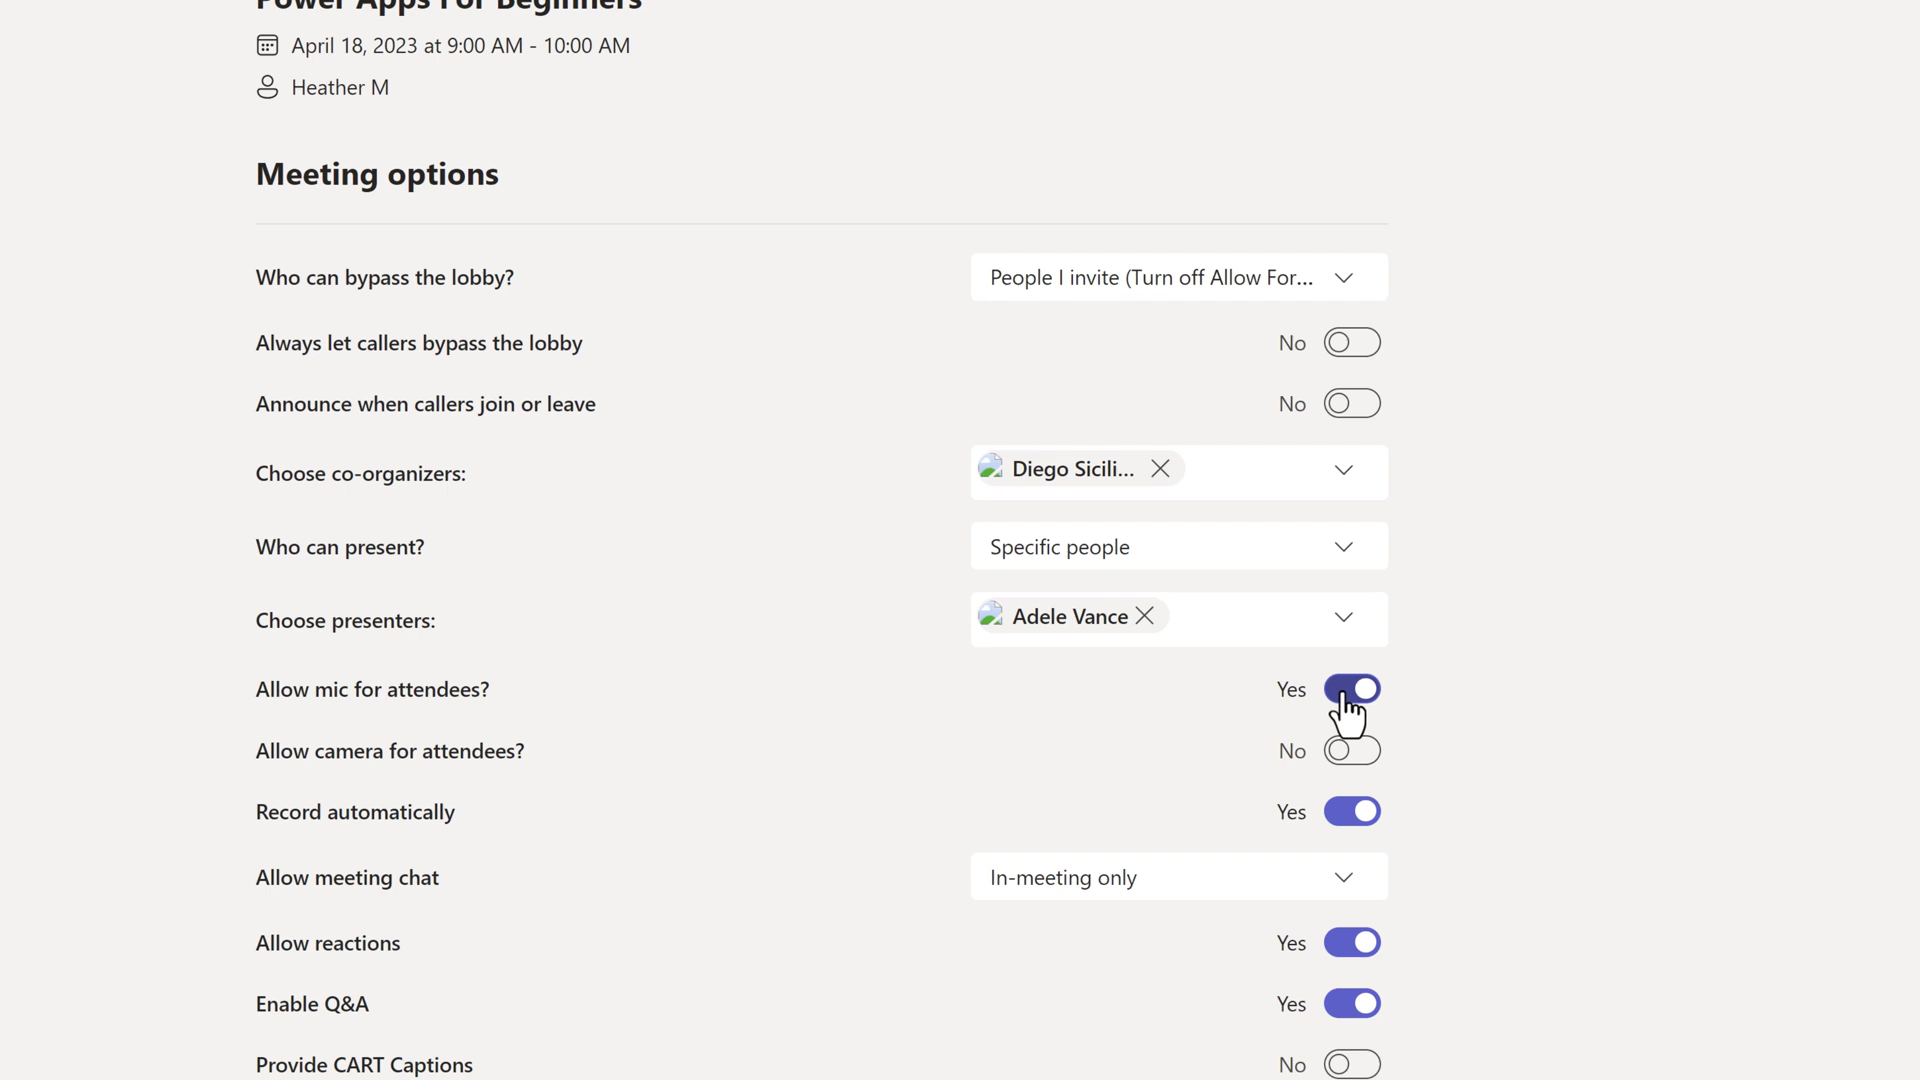 Power Apps For Beginners
April 18, 2023 at 9:00 AM - 10:00 AM
Heather M
Meeting options
Who can bypass the lobby? People I invite (Turn off Allow For...
Always let callers bypass the lobby No
Announce when callers join or leave No
Choose co-organizers: Diego Sicili...
Who can present? Specific people
Choose presenters: Adele Vance
Allow mic for attendees? Yes
Allow camera for attendees? No
Record automatically Yes
Allow meeting chat In-meeting only
Allow reactions Yes
Enable Q&A Yes
Provide CART Captions No